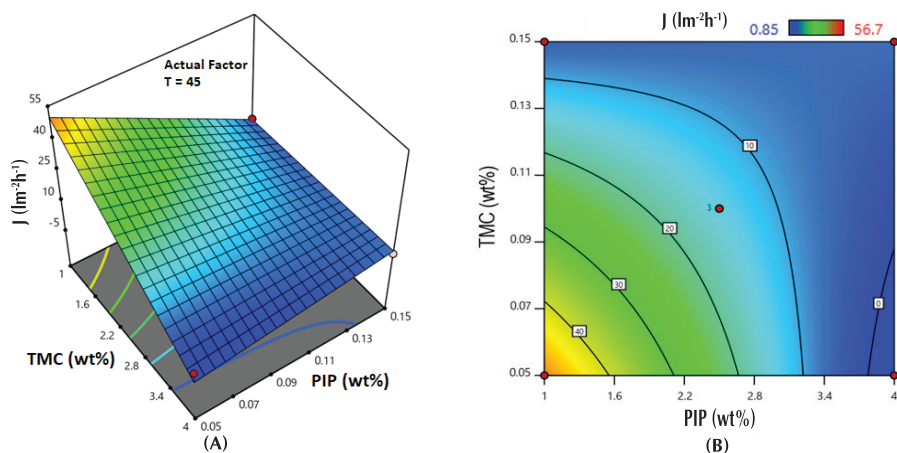 Actual Factor
T = 45
55
40
25
10
-5
J (lm⁻²h⁻¹)
1
1.6
2.2
2.8
3.4
4
TMC (wt%)
0.05
0.07
0.09
0.11
0.13
0.15
PIP (wt%)
(A)
J (lm⁻²h⁻¹)
0.85 56.7
0.15
0.13
0.11
0.09
0.07
0.05
TMC (wt%)
10
3
20
30
40
0
1 1.6 2.2 2.8 3.4 4
PIP (wt%)
(B)